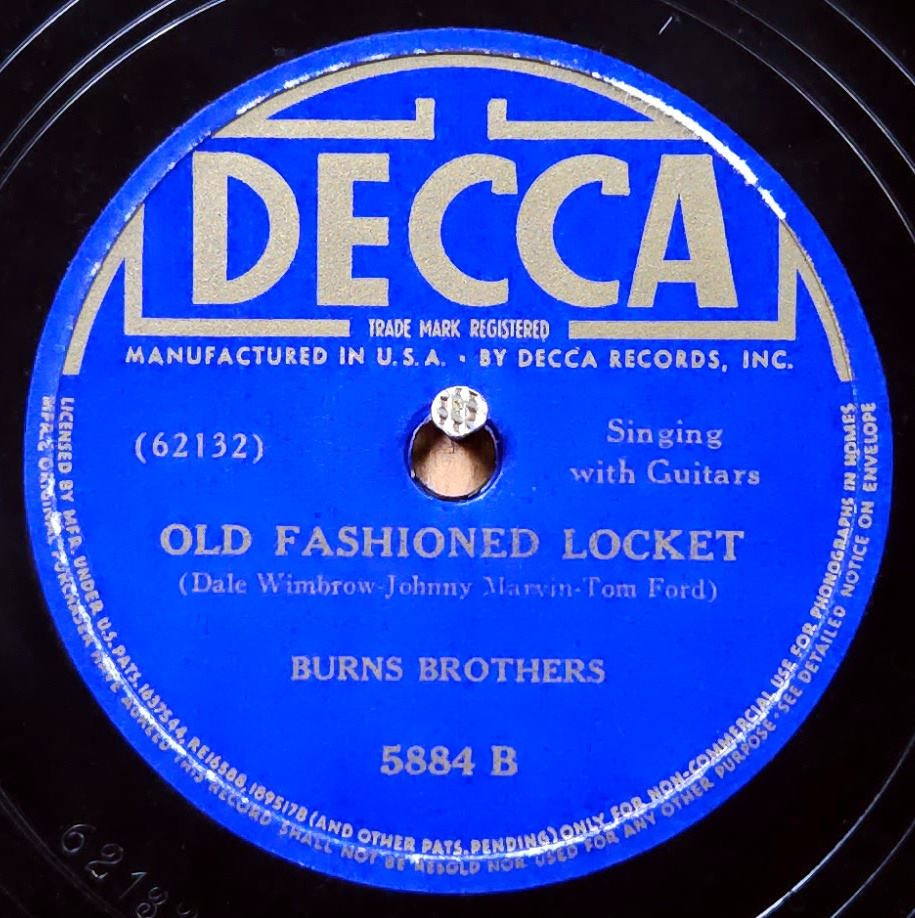 DECCA
TRADE MARK REGISTERED
MANUFACTURED IN U.S.A. · BY DECCA RECORDS, INC.
(62132)
Singing
with Guitars
OLD FASHIONED LOCKET
(Dale Wimbrow-Johnny Marvin-Tom Ford)
BURNS BROTHERS
5884 B
LICENSED BY MFR. UNDER U.S. PATS. 1637544, RE16588, 1895178 (AND OTHER PATS. PENDING) ONLY FOR NON-COMMERCIAL USE FOR PHONOGRAPHS IN HOMES
MFR. & ORIGINAL PURCHASER HAVE AGREED THIS RECORD SHALL NOT BE RESOLD NOR USED FOR ANY OTHER PURPOSE · SEE DETAILED NOTICE ON ENVELOPE
6213